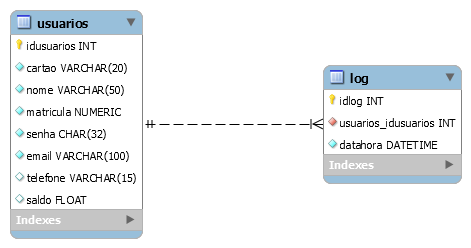 usuarios
idusuarios INT
cartao VARCHAR(20)
nome VARCHAR(50)
matricula NUMERIC
senha CHAR(32)
email VARCHAR(100)
telefone VARCHAR(15)
saldo FLOAT
Indexes
log
idlog INT
usuarios_idusuarios INT
datahora DATETIME
Indexes